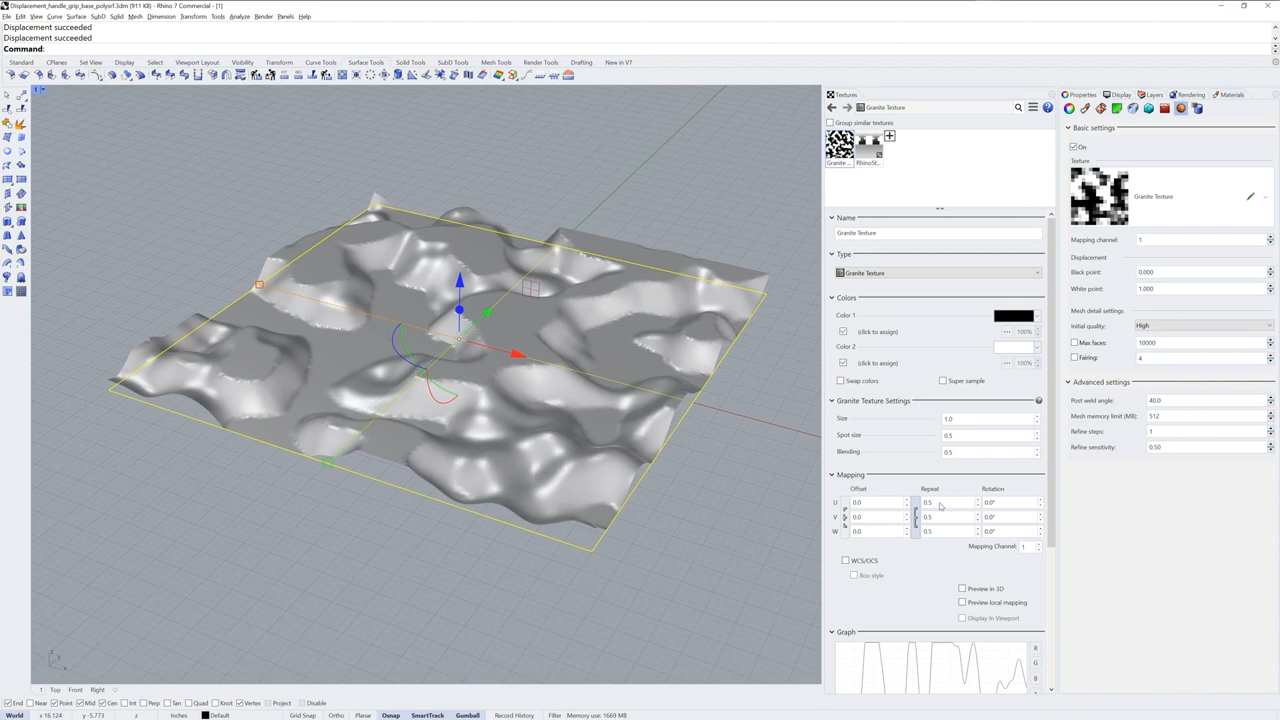 Displacement_handle_grip_base_polysrf.3dm (911 KB) - Rhino 7 Commercial - [1]
File Edit View Curve Surface SubD Solid Mesh Dimension Transform Tools Analyze Render Panels Help
Displacement succeeded
Displacement succeeded
Command:
Standard CPlanes Set View Display Select Viewport Layout Visibility Transform Curve Tools Surface Tools Solid Tools SubD Tools Mesh Tools Render Tools Drafting New in V7
1
Textures
Granite Texture
Group similar textures
Granite ... RhinoSt...
Name
Granite Texture
Type
Granite Texture
Colors
Color 1
(click to assign) 100%
Color 2
(click to assign) 100%
Swap colors Super sample
Granite Texture Settings
Size 1.0
Spot size 0.5
Blending 0.5
Mapping
Offset Repeat Rotation
U 0.0 0.5 0.0°
V 0.0 0.5 0.0°
W 0.0 0.5 0.0°
Mapping Channel: 1
WCS/OCS
Box-style
Preview in 3D
Preview local mapping
Display In Viewport
Graph
R
G
B
Properties Display Layers Rendering Materials
Basic settings
On
Texture
Granite Texture
Mapping channel: 1
Displacement
Black point: 0.000
White point: 1.000
Mesh detail settings
Initial quality: High
Max faces: 10000
Fairing: 4
Advanced settings
Post weld angle: 40.0
Mesh memory limit (MB): 512
Refine steps: 1
Refine sensitivity: 0.50
z y x
1 Top Front Right
End Near Point Mid Cen Int Perp Tan Quad Knot Vertex Project Disable
World x 16.124 y -5.773 z Inches Default Grid Snap Ortho Planar Osnap SmartTrack Gumball Record History Filter Memory use: 1669 MB